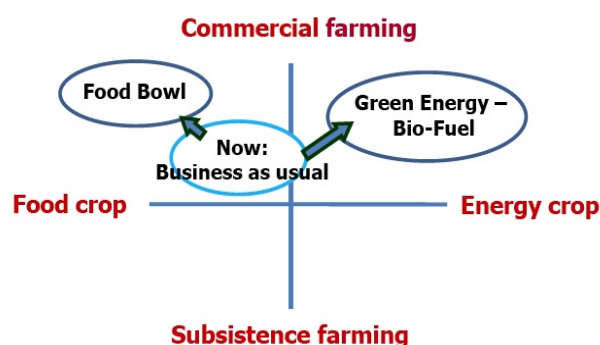 Commercial farming
Food Bowl
Green Energy –
Bio-Fuel
Now:
Business as usual
Food crop
Energy crop
Subsistence farming